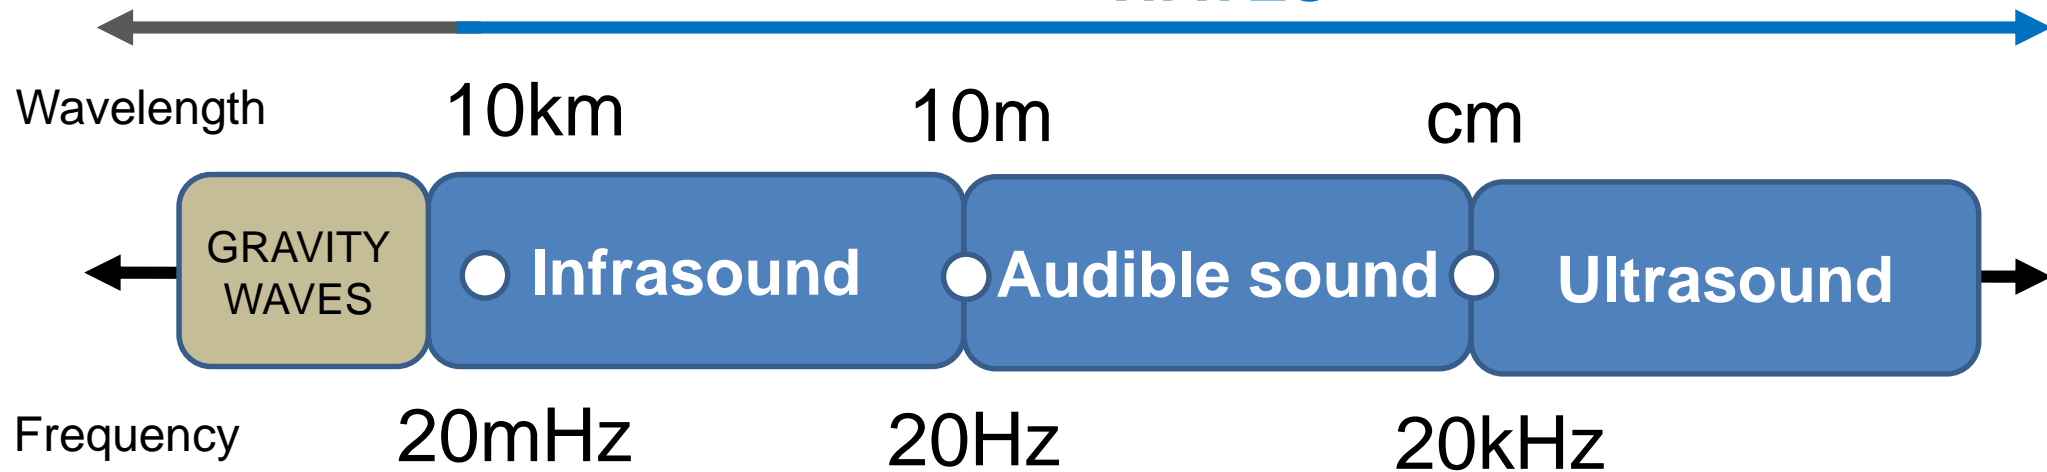 Wavelength 10km 10m cm
GRAVITY
WAVES
Infrasound Audible sound Ultrasound
Frequency 20mHz 20Hz 20kHz